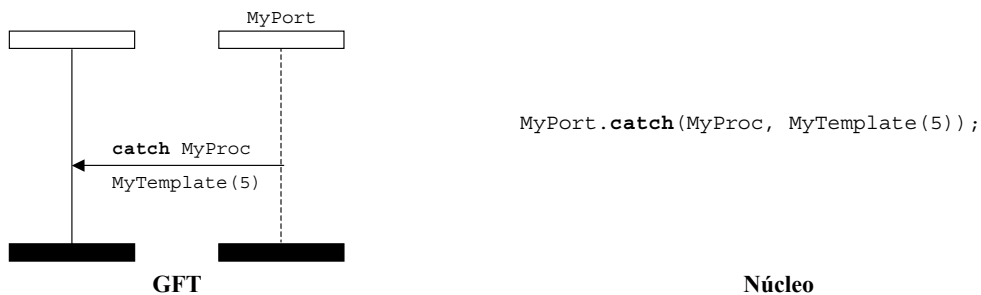 MyPort
catch MyProc
MyTemplate(5)
MyPort.catch(MyProc, MyTemplate(5));
GFT
Núcleo